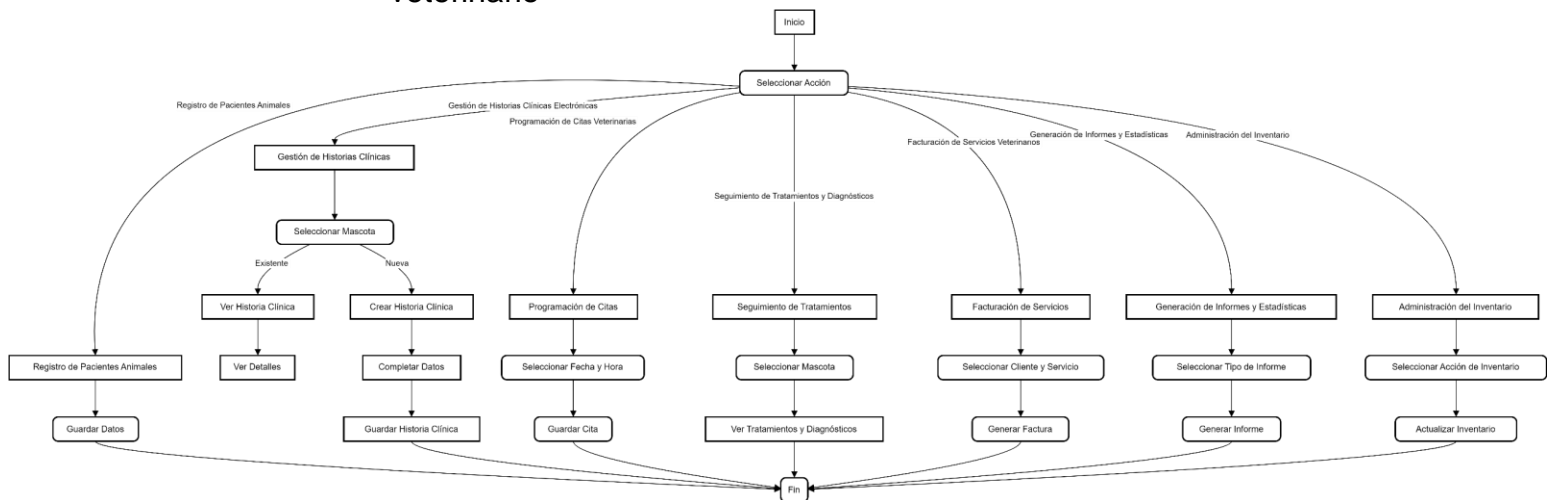 Veterinario
Inicio
Seleccionar Acción
Registro de Pacientes Animales
Gestión de Historias Clínicas Electrónicas
Programación de Citas Veterinarias
Facturación de Servicios Veterinarios
Generación de Informes y Estadísticas
Administración del Inventario
Gestión de Historias Clínicas
Seguimiento de Tratamientos y Diagnósticos
Seleccionar Mascota
Existente
Nueva
Ver Historia Clínica
Crear Historia Clínica
Programación de Citas
Seguimiento de Tratamientos
Facturación de Servicios
Generación de Informes y Estadísticas
Administración del Inventario
Registro de Pacientes Animales
Ver Detalles
Completar Datos
Seleccionar Fecha y Hora
Seleccionar Mascota
Seleccionar Cliente y Servicio
Seleccionar Tipo de Informe
Seleccionar Acción de Inventario
Guardar Datos
Guardar Historia Clínica
Guardar Cita
Ver Tratamientos y Diagnósticos
Generar Factura
Generar Informe
Actualizar Inventario
Fin